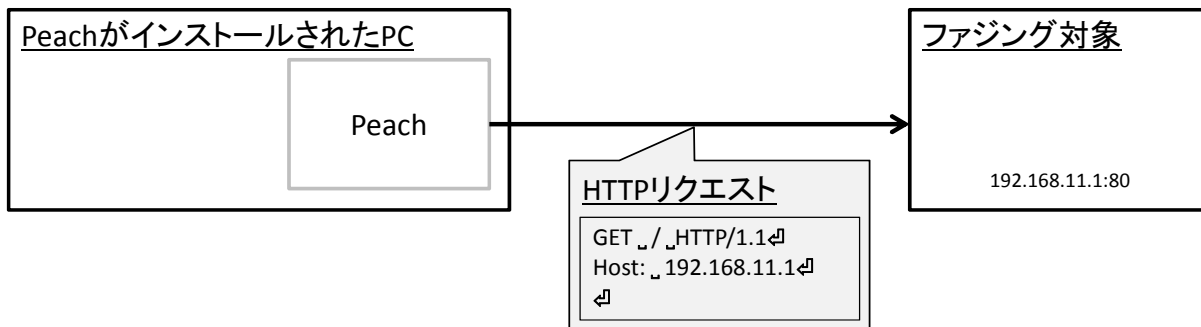 PeachがインストールされたPC
Peach
ファジング対象
192.168.11.1:80
HTTPリクエスト
GET␣/␣HTTP/1.1⏎
Host:␣192.168.11.1⏎
⏎